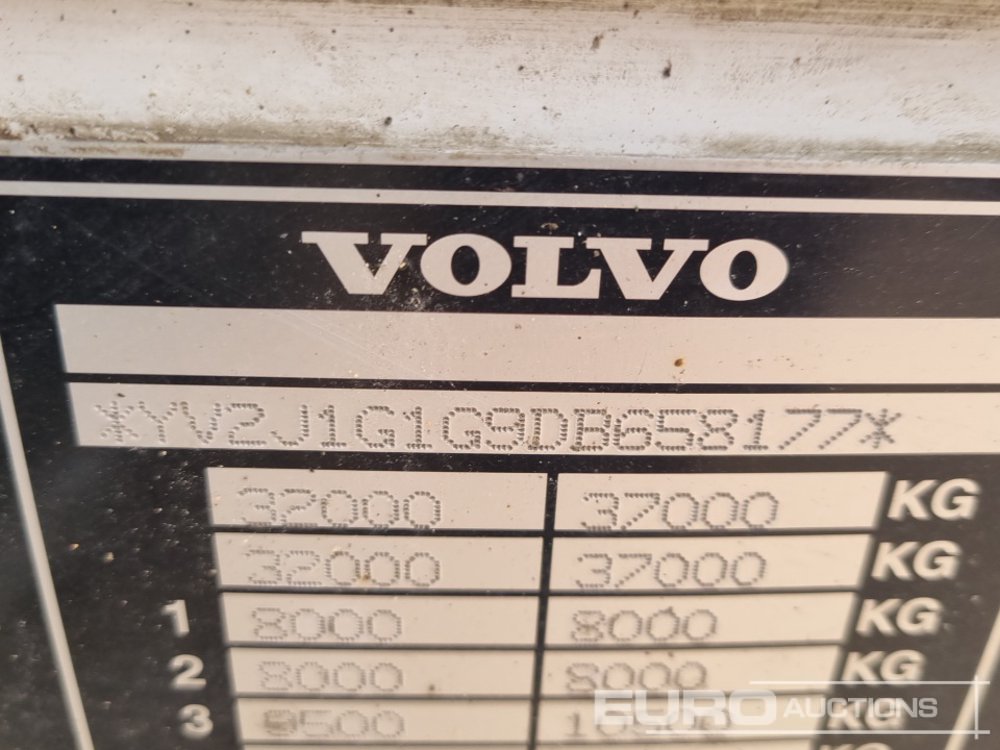 VOLVO
*YV2J1G1G9DB658177*
32000 37000 KG
32000 37000 KG
1 8000 8000 KG
2 8000 8000 KG
3 9500 KG
EURO AUCTIONS